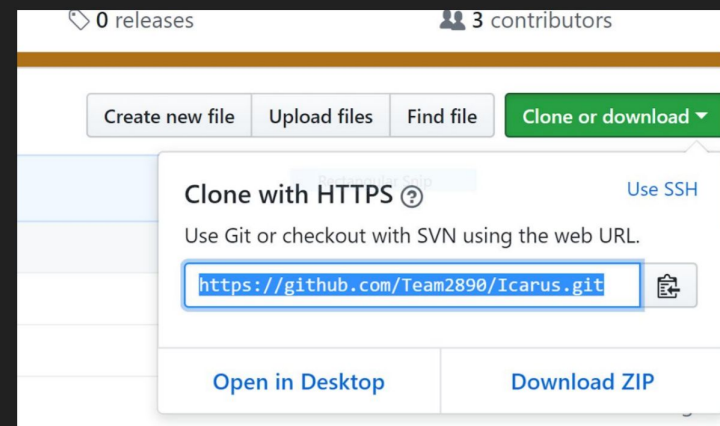 0 releases
3 contributors
Create new file
Upload files
Find file
Clone or download
Rectangular Snip
Clone with HTTPS
Use SSH
Use Git or checkout with SVN using the web URL.
https://github.com/Team2890/Icarus.git
Open in Desktop
Download ZIP